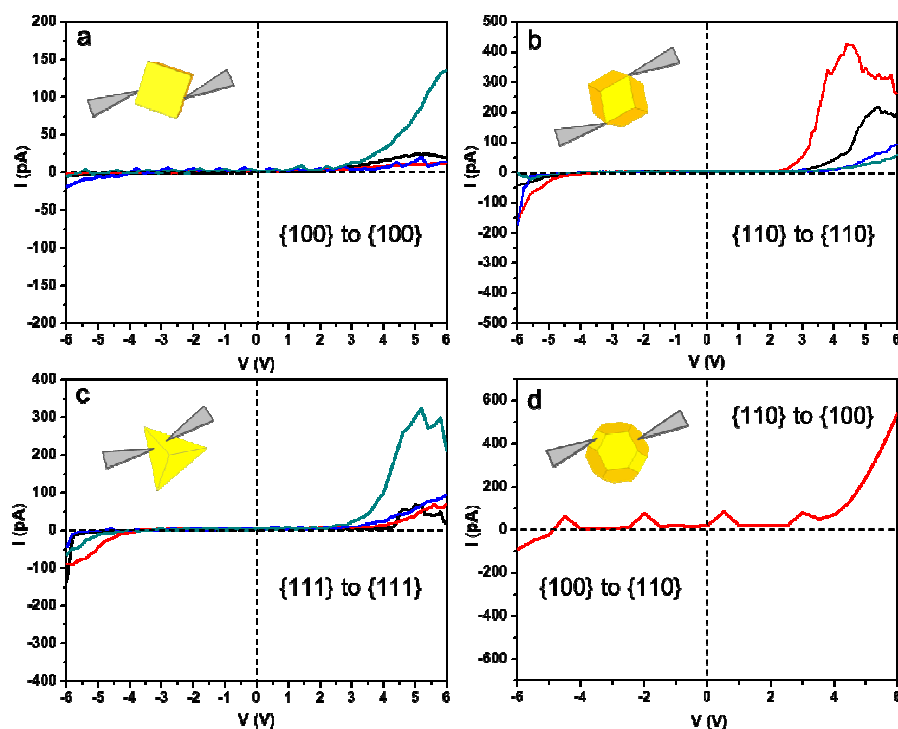 a
200
150
100
50
0
-50
-100
-150
-200
I (pA)
{100} to {100}
-6 -5 -4 -3 -2 -1 0 1 2 3 4 5 6
V (V)
b
500
400
300
200
100
0
-100
-200
-300
-400
-500
I (pA)
{110} to {110}
-6 -5 -4 -3 -2 -1 0 1 2 3 4 5 6
V (V)
c
400
300
200
100
0
-100
-200
-300
-400
I (pA)
{111} to {111}
-6 -5 -4 -3 -2 -1 0 1 2 3 4 5 6
V (V)
d
600
400
200
0
-200
-400
-600
I (pA)
{110} to {100}
{100} to {110}
-6 -4 -2 0 2 4 6
V (V)